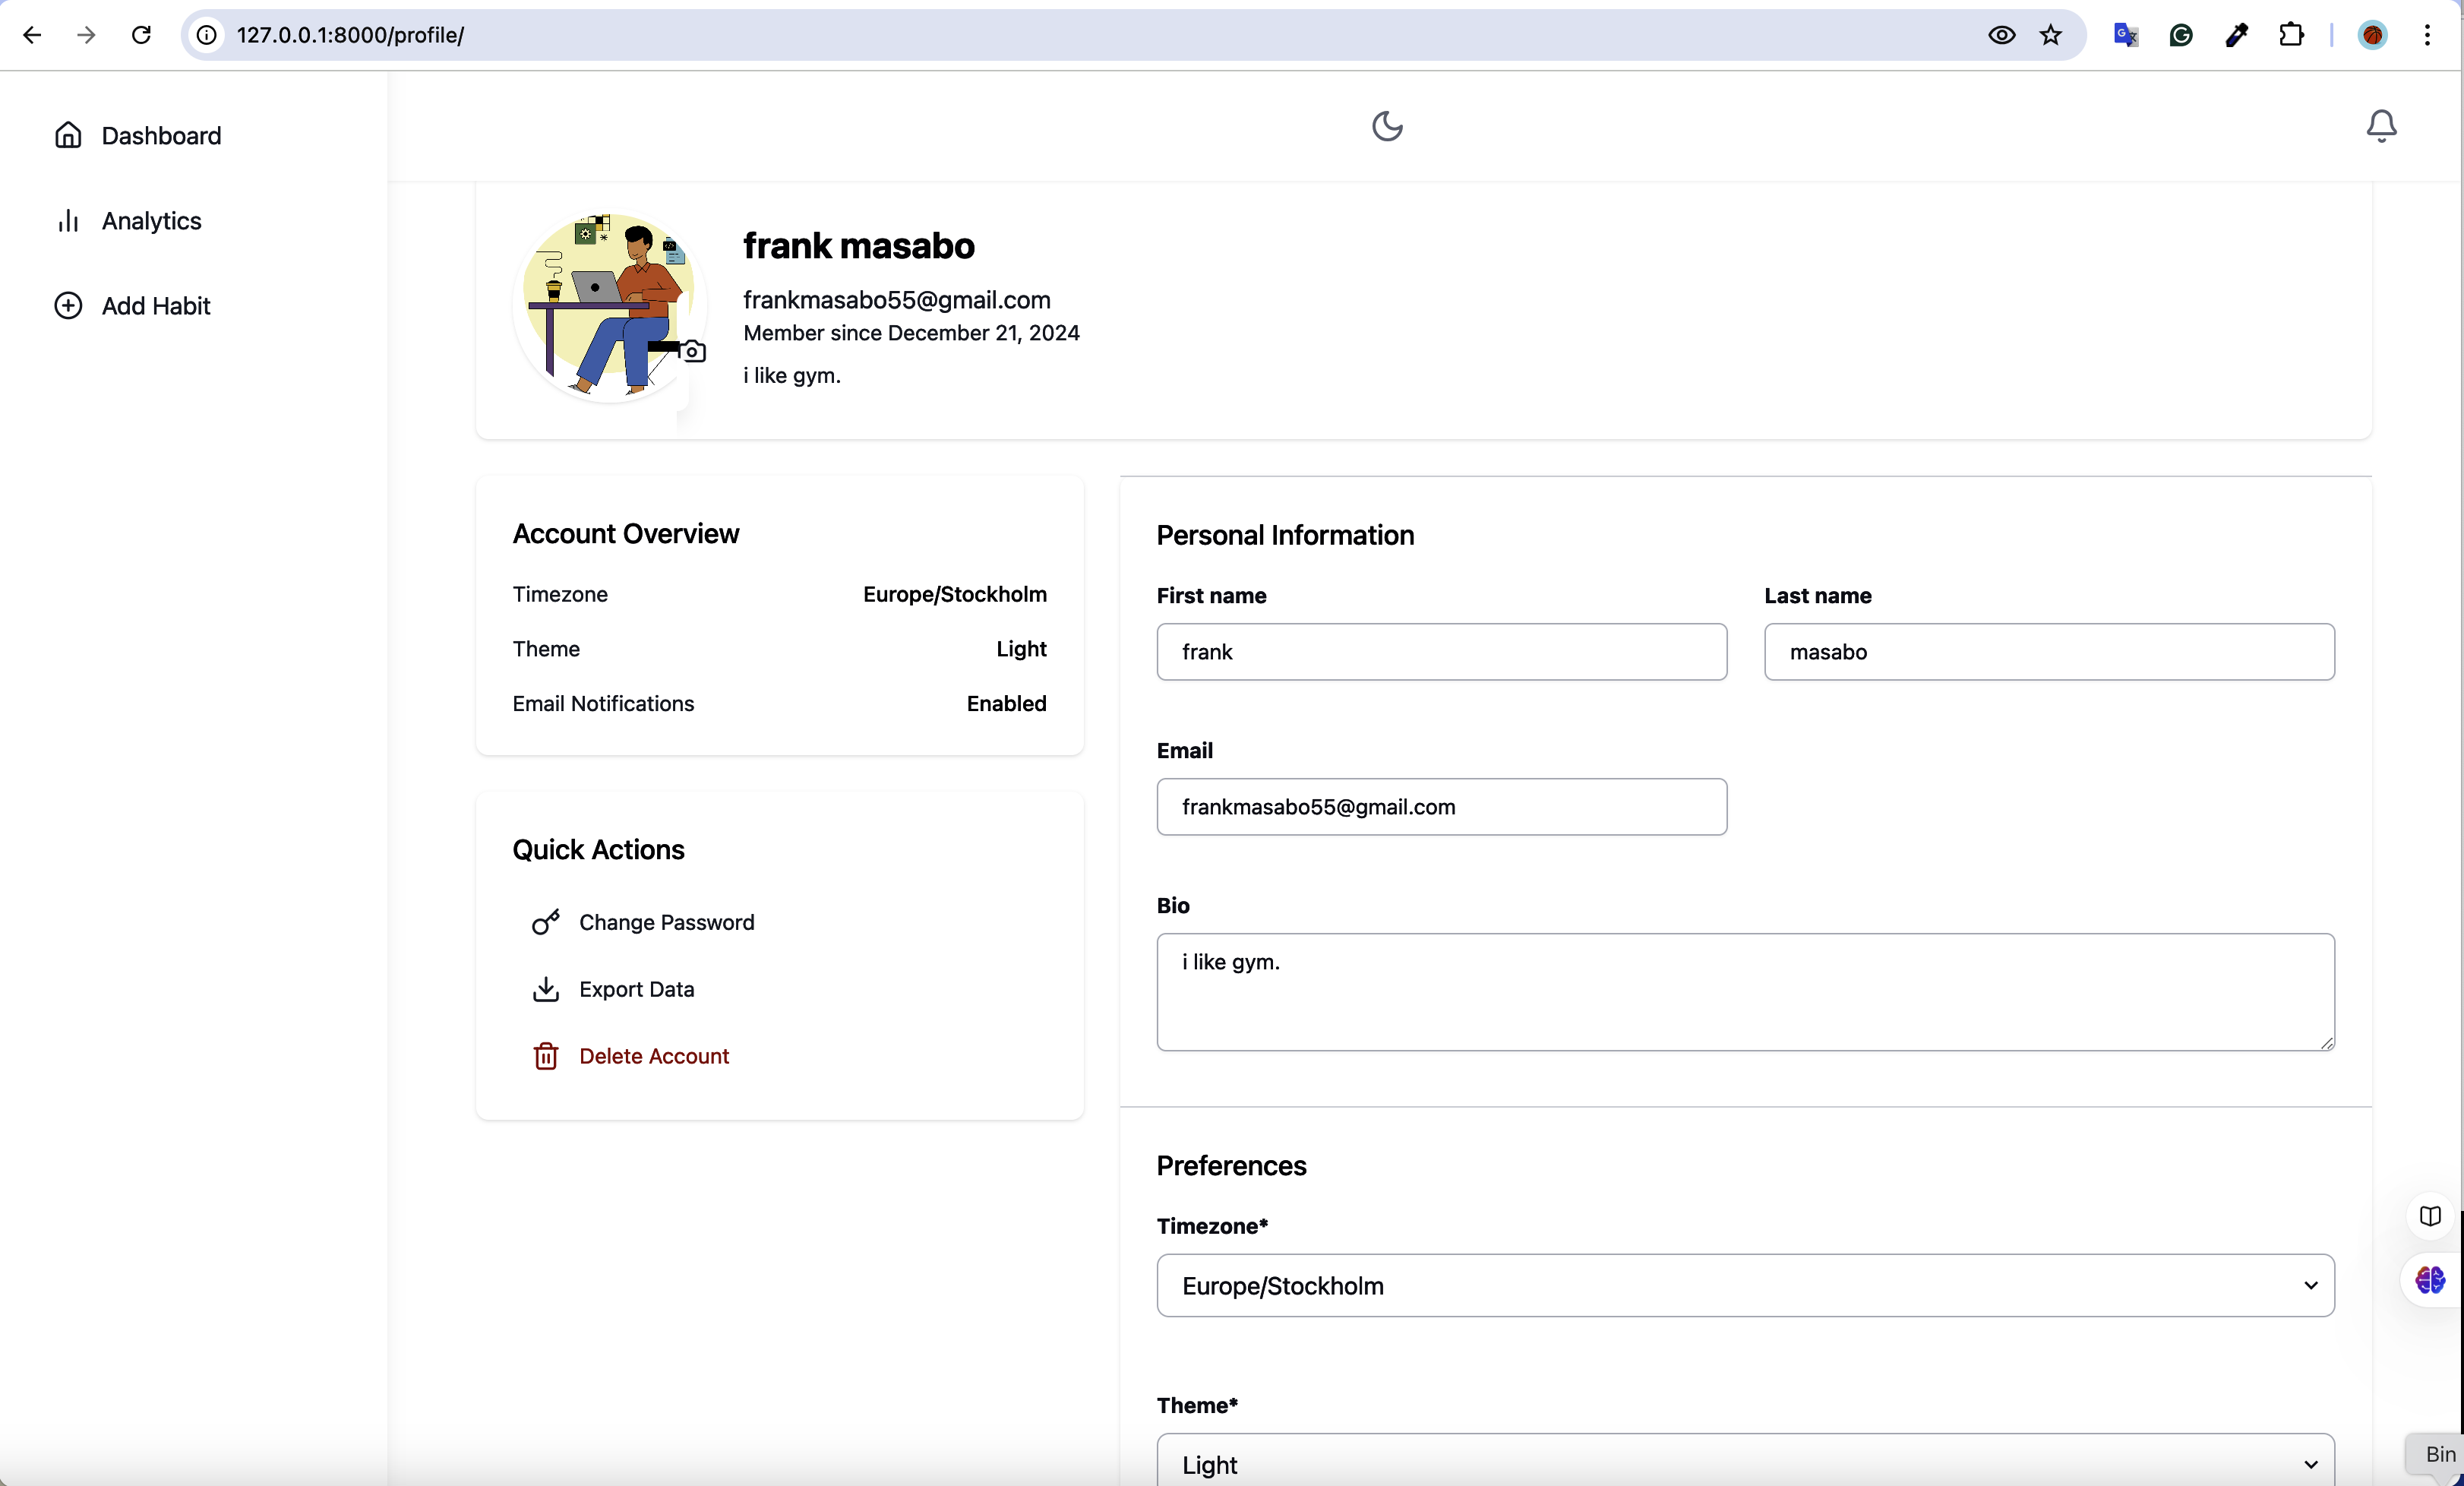 127.0.0.1:8000/profile/
Dashboard
Analytics
Add Habit
frank masabo
frankmasabo55@gmail.com
Member since December 21, 2024
i like gym.
Account Overview
Timezone Europe/Stockholm
Theme Light
Email Notifications Enabled
Quick Actions
Change Password
Export Data
Delete Account
Personal Information
First name Last name
frank masabo
Email
frankmasabo55@gmail.com
Bio
i like gym.
Preferences
Timezone*
Europe/Stockholm
Theme*
Light
Bin